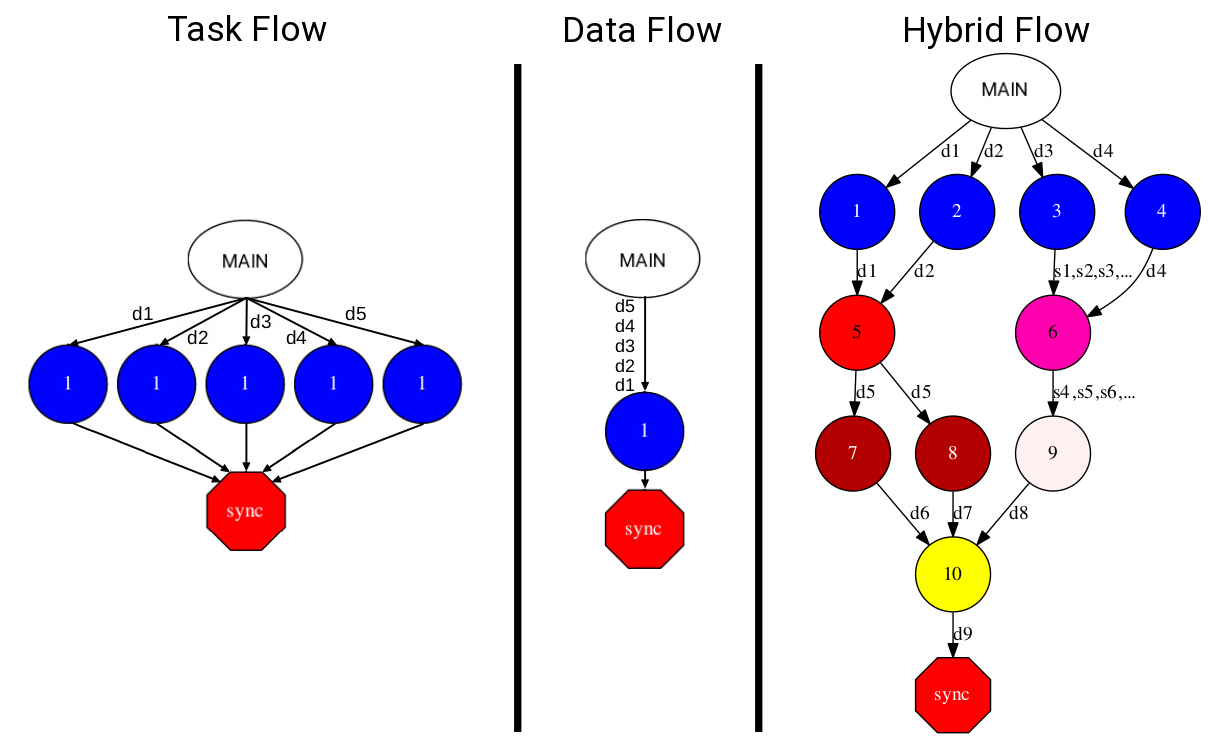 Task Flow
MAIN
d1
d2
d3
d4
d5
1
1
1
1
1
sync
Data Flow
MAIN
d5
d4
d3
d2
d1
1
sync
Hybrid Flow
MAIN
d1
d2
d3
d4
1
2
3
4
d1
d2
s1,s2,s3,...
d4
5
6
d5
d5
s4,s5,s6,...
7
8
9
d6
d7
d8
10
d9
sync